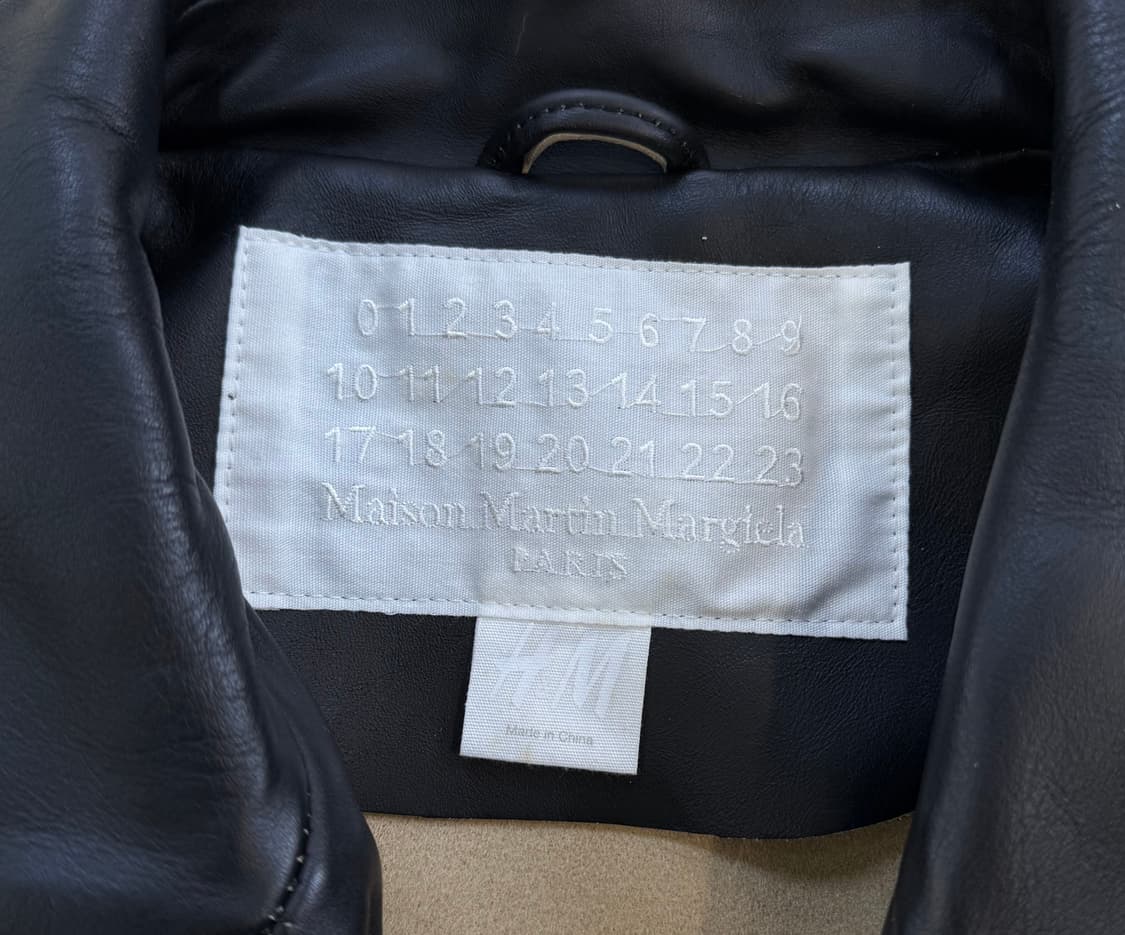 0 1 2 3 4 5 6 7 8 9
10 11 12 13 14 15 16
17 18 19 20 21 22 23
Maison Martin Margiela
PARIS
H&M
Made in China